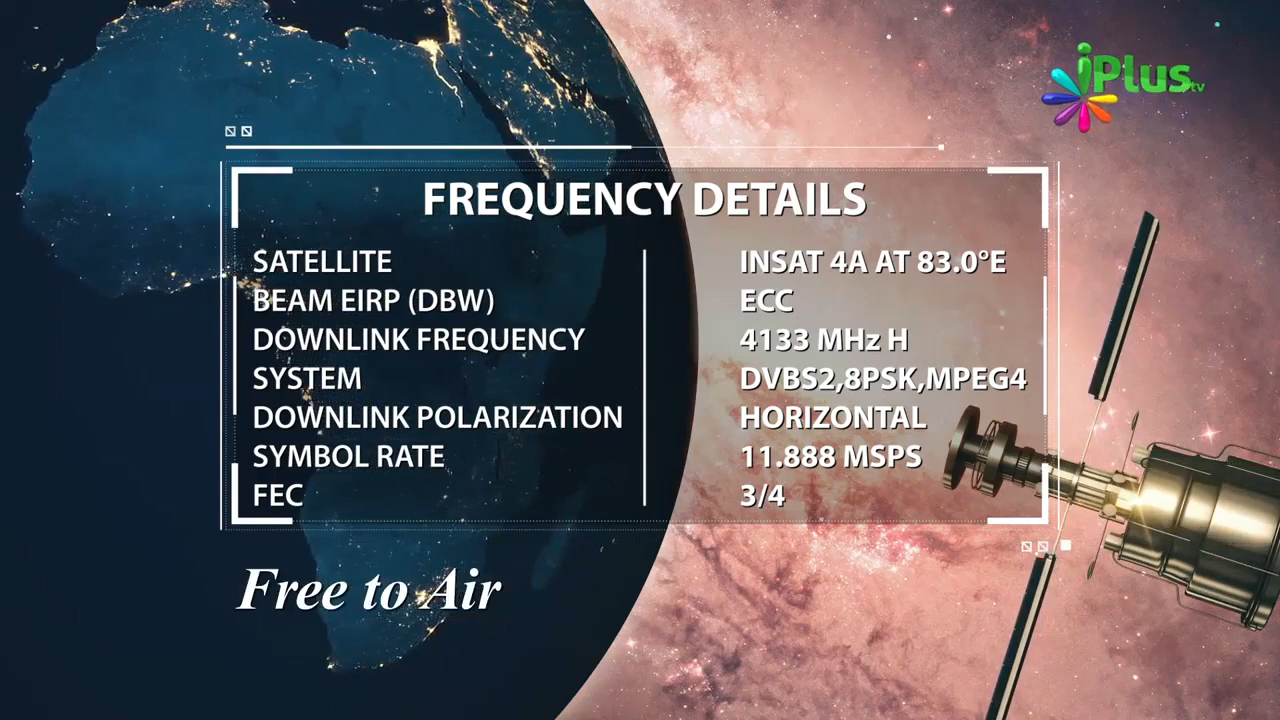 iPlus tv
FREQUENCY DETAILS
SATELLITE INSAT 4A AT 83.0°E
BEAM EIRP (DBW) ECC
DOWNLINK FREQUENCY 4133 MHz H
SYSTEM DVBS2,8PSK,MPEG4
DOWNLINK POLARIZATION HORIZONTAL
SYMBOL RATE 11.888 MSPS
FEC 3/4
Free to Air